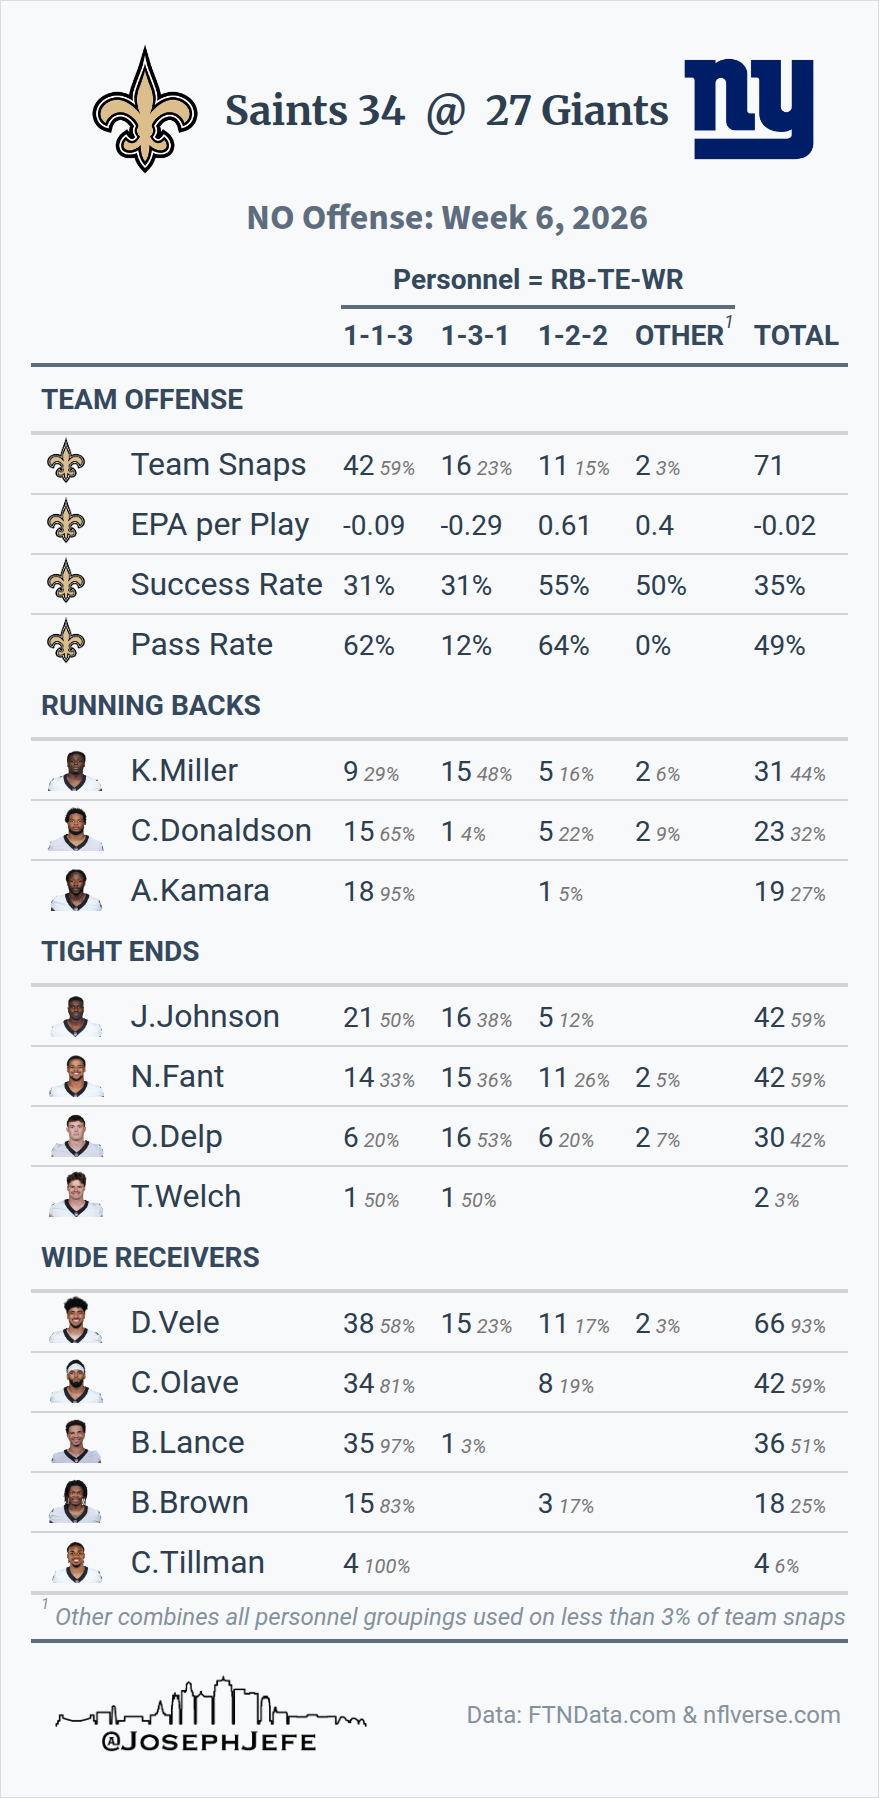 Saints 34 @ 27 Giants
ny
NO Offense: Week 6, 2026
Personnel = RB-TE-WR
1-1-3 1-3-1 1-2-2 OTHER¹ TOTAL
TEAM OFFENSE
Team Snaps 42 59% 16 23% 11 15% 2 3% 71
EPA per Play -0.09 -0.29 0.61 0.4 -0.02
Success Rate 31% 31% 55% 50% 35%
Pass Rate 62% 12% 64% 0% 49%
RUNNING BACKS
K.Miller 9 29% 15 48% 5 16% 2 6% 31 44%
C.Donaldson 15 65% 1 4% 5 22% 2 9% 23 32%
A.Kamara 18 95% 1 5% 19 27%
TIGHT ENDS
J.Johnson 21 50% 16 38% 5 12% 42 59%
N.Fant 14 33% 15 36% 11 26% 2 5% 42 59%
O.Delp 6 20% 16 53% 6 20% 2 7% 30 42%
T.Welch 1 50% 1 50% 2 3%
WIDE RECEIVERS
D.Vele 38 58% 15 23% 11 17% 2 3% 66 93%
C.Olave 34 81% 8 19% 42 59%
B.Lance 35 97% 1 3% 36 51%
B.Brown 15 83% 3 17% 18 25%
C.Tillman 4 100% 4 6%
¹ Other combines all personnel groupings used on less than 3% of team snaps
@JOSEPHJEFE
Data: FTNData.com & nflverse.com